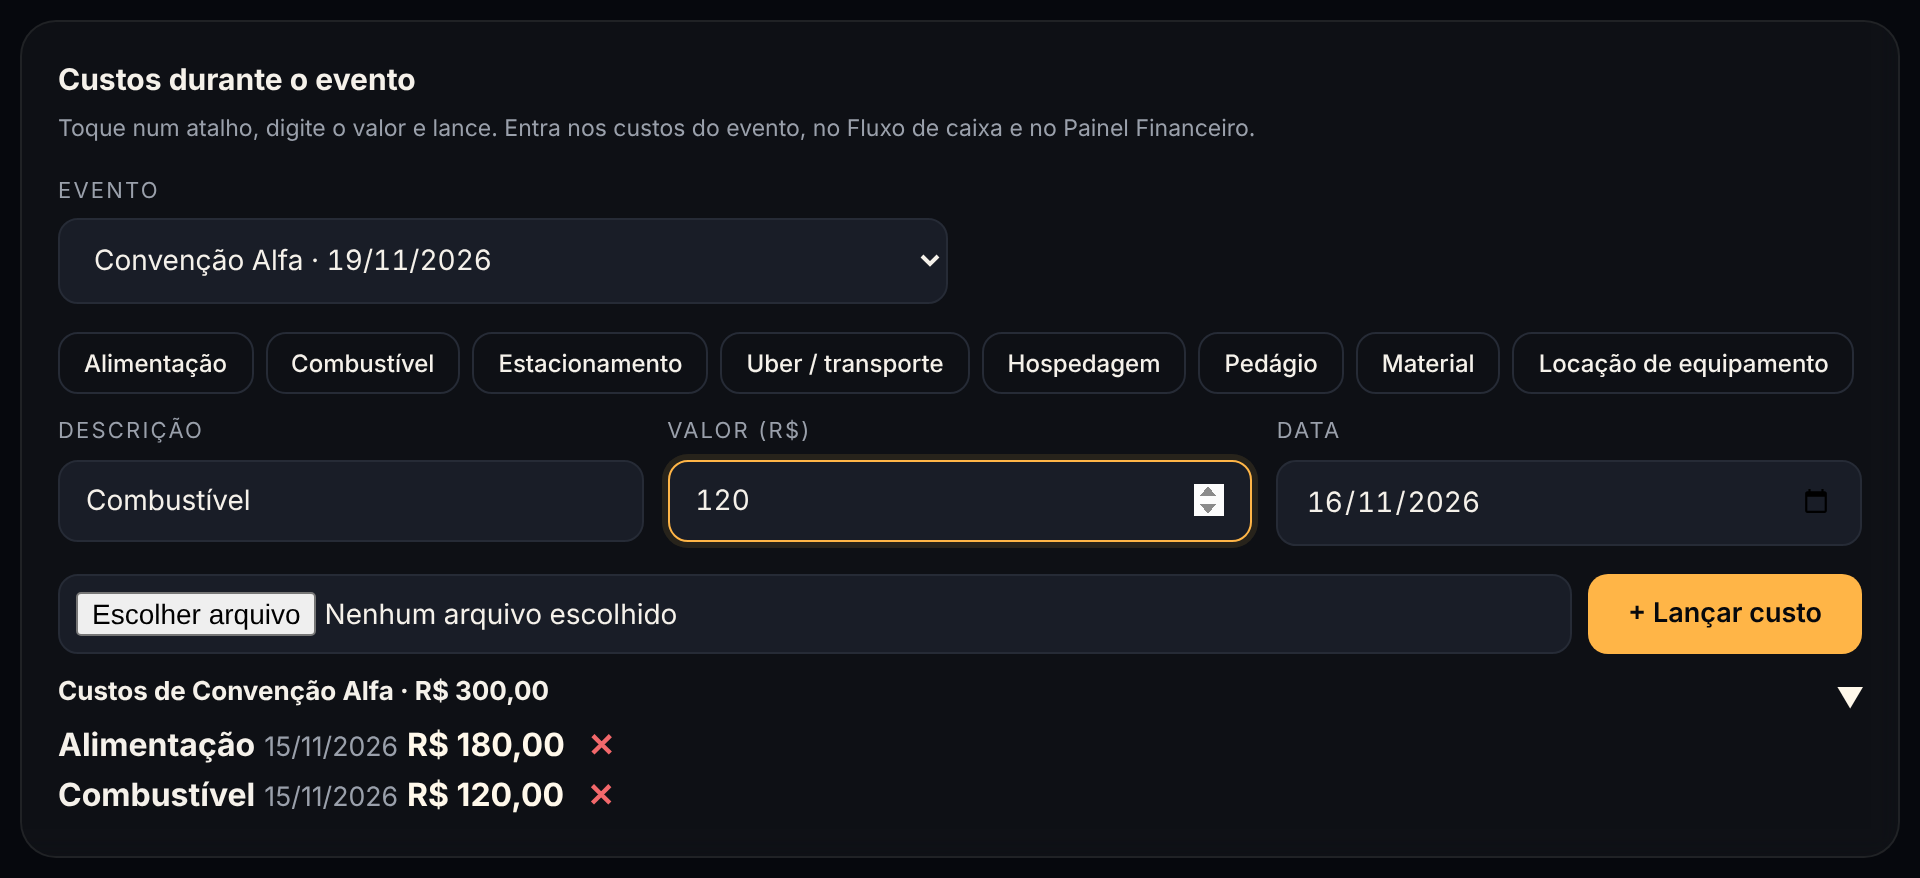 Custos durante o evento
Toque num atalho, digite o valor e lance. Entra nos custos do evento, no Fluxo de caixa e no Painel Financeiro.
EVENTO
Convenção Alfa · 19/11/2026
Alimentação Combustível Estacionamento Uber / transporte Hospedagem Pedágio Material Locação de equipamento
DESCRIÇÃO VALOR (R$) DATA
Combustível 120 16/11/2026
Escolher arquivo Nenhum arquivo escolhido + Lançar custo
Custos de Convenção Alfa · R$ 300,00
Alimentação 15/11/2026 R$ 180,00
Combustível 15/11/2026 R$ 120,00